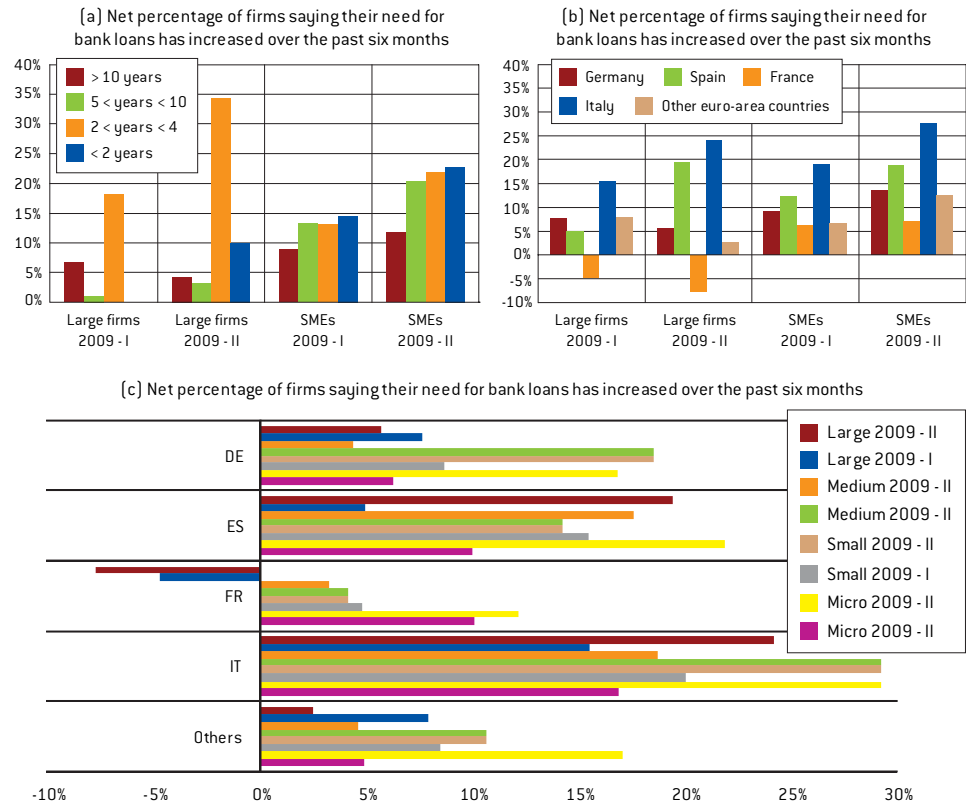 (a) Net percentage of firms saying their need for
bank loans has increased over the past six months
40%
35%
30%
25%
20%
15%
10%
5%
0%
> 10 years
5 < years < 10
2 < years < 4
< 2 years
Large firms
2009 - I
Large firms
2009 - II
SMEs
2009 - I
SMEs
2009 - II
(b) Net percentage of firms saying their need for
bank loans has increased over the past six months
40%
35%
30%
25%
20%
15%
10%
5%
0%
-5%
-10%
Germany
Spain
France
Italy
Other euro-area countries
Large firms
2009 - I
Large firms
2009 - II
SMEs
2009 - I
SMEs
2009 - II
(c) Net percentage of firms saying their need for bank loans has increased over the past six months
DE
ES
FR
IT
Others
Large 2009 - II
Large 2009 - I
Medium 2009 - II
Medium 2009 - II
Small 2009 - II
Small 2009 - I
Micro 2009 - II
Micro 2009 - II
-10%
-5%
0%
5%
10%
15%
20%
25%
30%